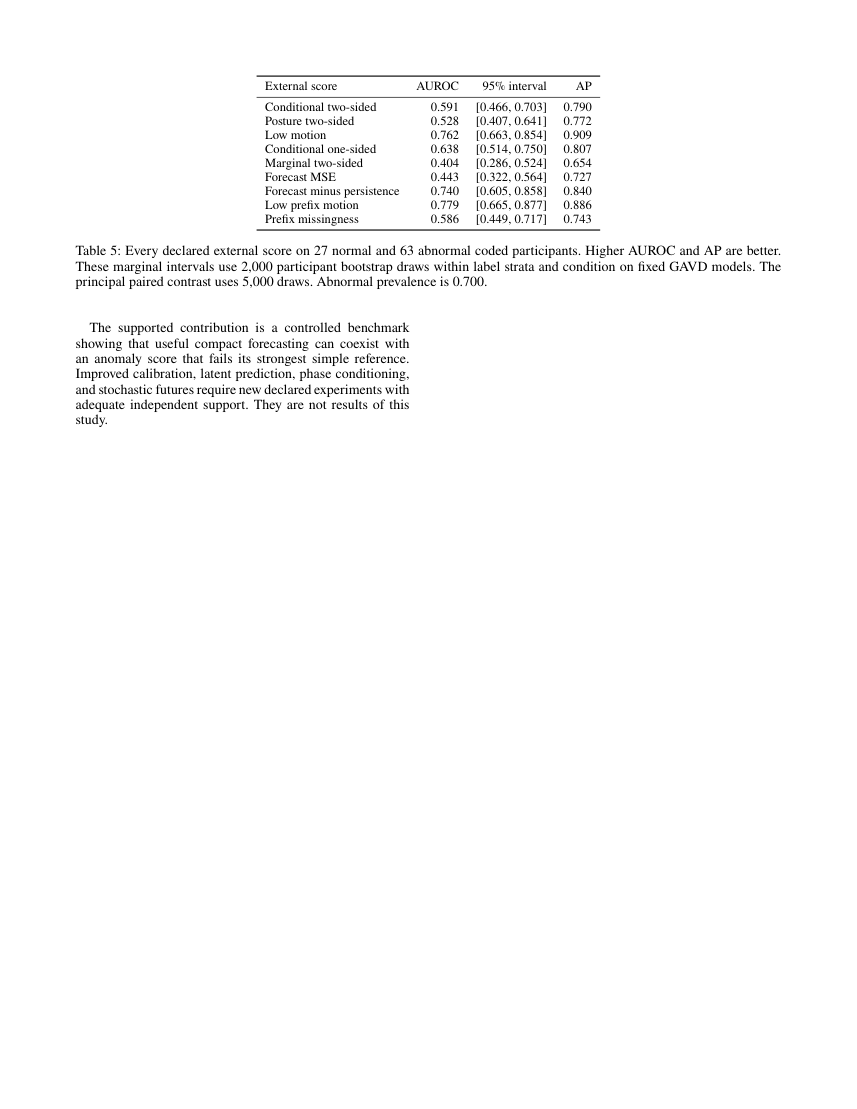 External score AUROC 95% interval AP
Conditional two-sided 0.591 [0.466, 0.703] 0.790
Posture two-sided 0.528 [0.407, 0.641] 0.772
Low motion 0.762 [0.663, 0.854] 0.909
Conditional one-sided 0.638 [0.514, 0.750] 0.807
Marginal two-sided 0.404 [0.286, 0.524] 0.654
Forecast MSE 0.443 [0.322, 0.564] 0.727
Forecast minus persistence 0.740 [0.605, 0.858] 0.840
Low prefix motion 0.779 [0.665, 0.877] 0.886
Prefix missingness 0.586 [0.449, 0.717] 0.743
Table 5: Every declared external score on 27 normal and 63 abnormal coded participants. Higher AUROC and AP are better.
These marginal intervals use 2,000 participant bootstrap draws within label strata and condition on fixed GAVD models. The
principal paired contrast uses 5,000 draws. Abnormal prevalence is 0.700.
The supported contribution is a controlled benchmark
showing that useful compact forecasting can coexist with
an anomaly score that fails its strongest simple reference.
Improved calibration, latent prediction, phase conditioning,
and stochastic futures require new declared experiments with
adequate independent support. They are not results of this
study.